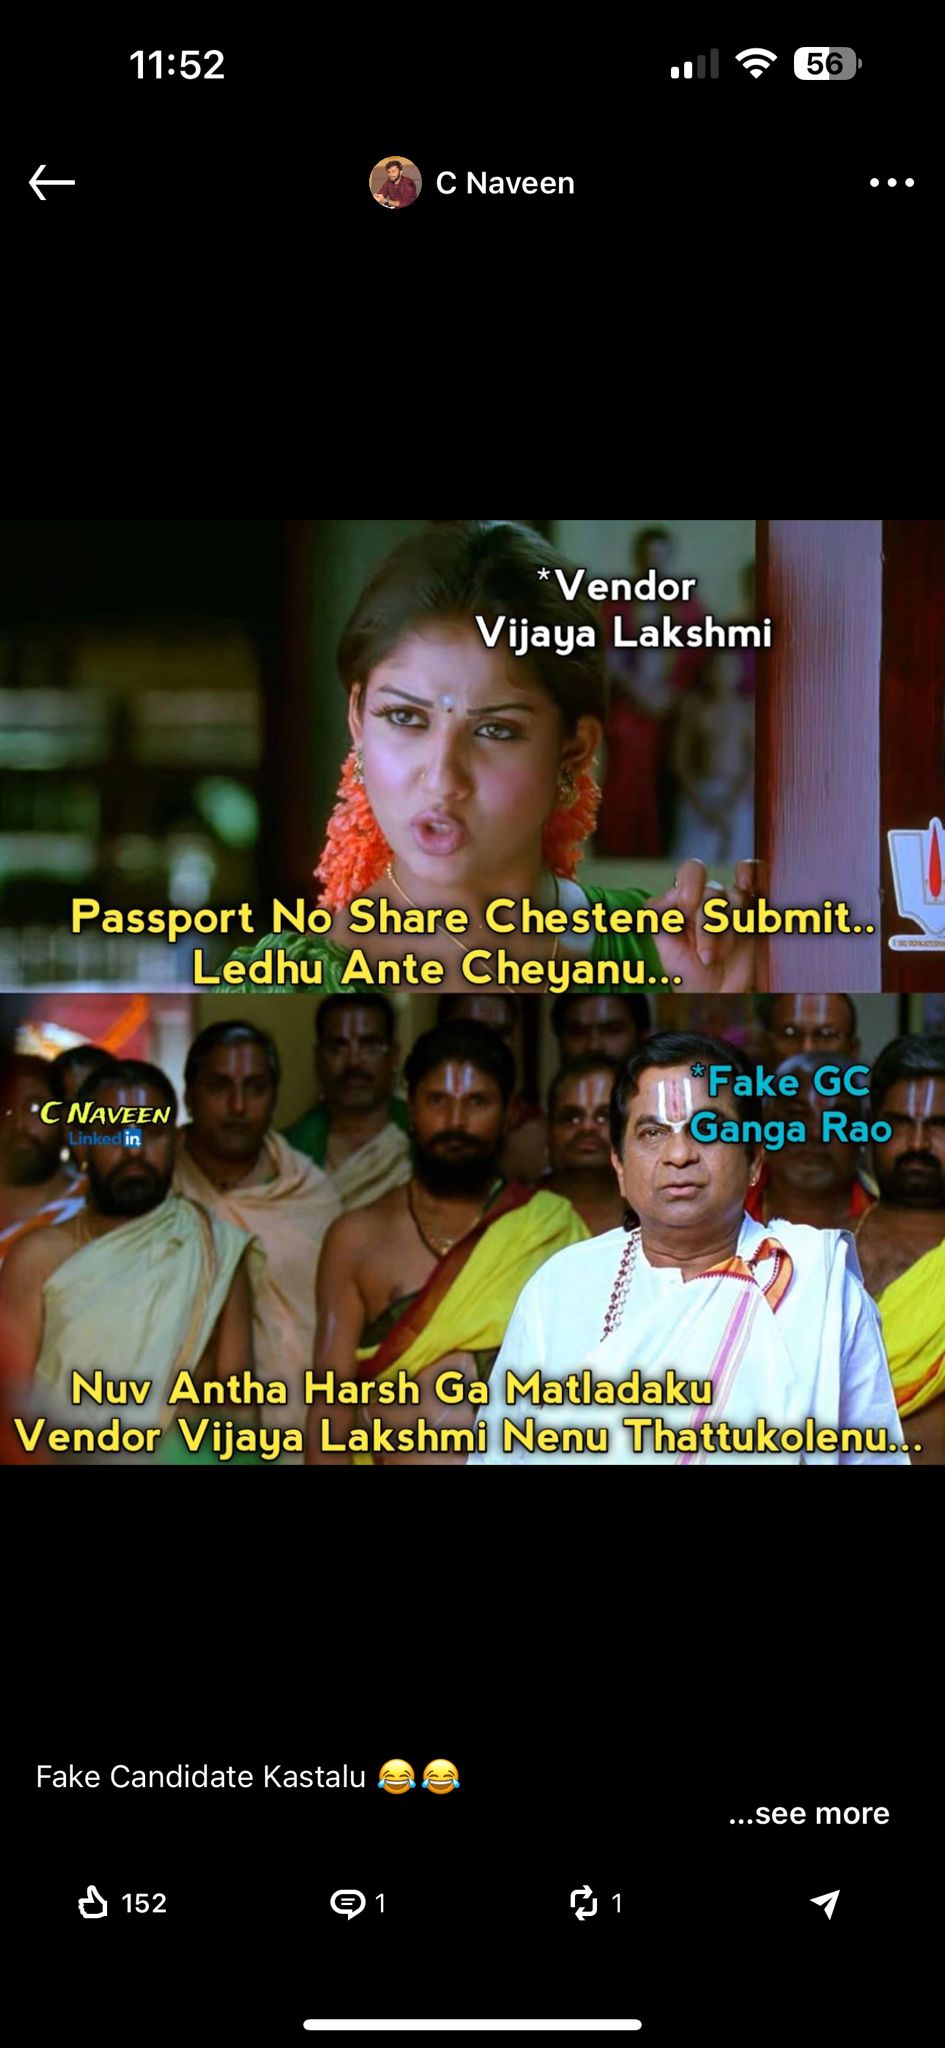 11:52
56
C Naveen
*Vendor
Vijaya Lakshmi
Passport No Share Chestene Submit..
Ledhu Ante Cheyanu...
*Fake GC
Ganga Rao
C NAVEEN
Linkedin
Nuv Antha Harsh Ga Matladaku
Vendor Vijaya Lakshmi Nenu Thattukolenu...
Fake Candidate Kastalu 😂😂
...see more
152
1
1